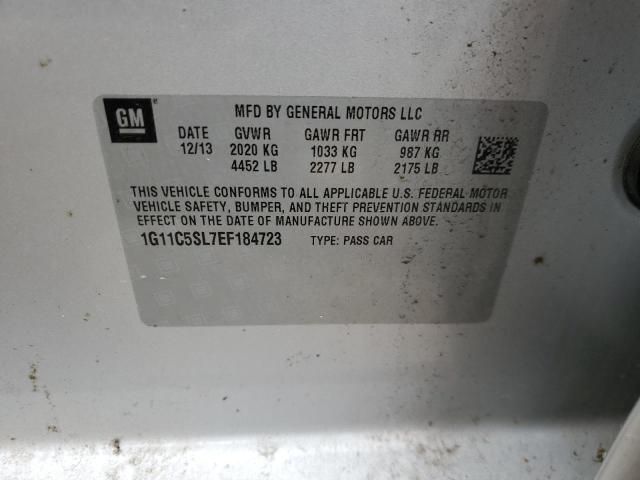 GM
MFD BY GENERAL MOTORS LLC
DATE GVWR GAWR FRT GAWR RR
12/13 2020 KG 1033 KG 987 KG
4452 LB 2277 LB 2175 LB
THIS VEHICLE CONFORMS TO ALL APPLICABLE U.S. FEDERAL MOTOR
VEHICLE SAFETY, BUMPER, AND THEFT PREVENTION STANDARDS IN
EFFECT ON THE DATE OF MANUFACTURE SHOWN ABOVE.
1G11C5SL7EF184723 TYPE: PASS CAR